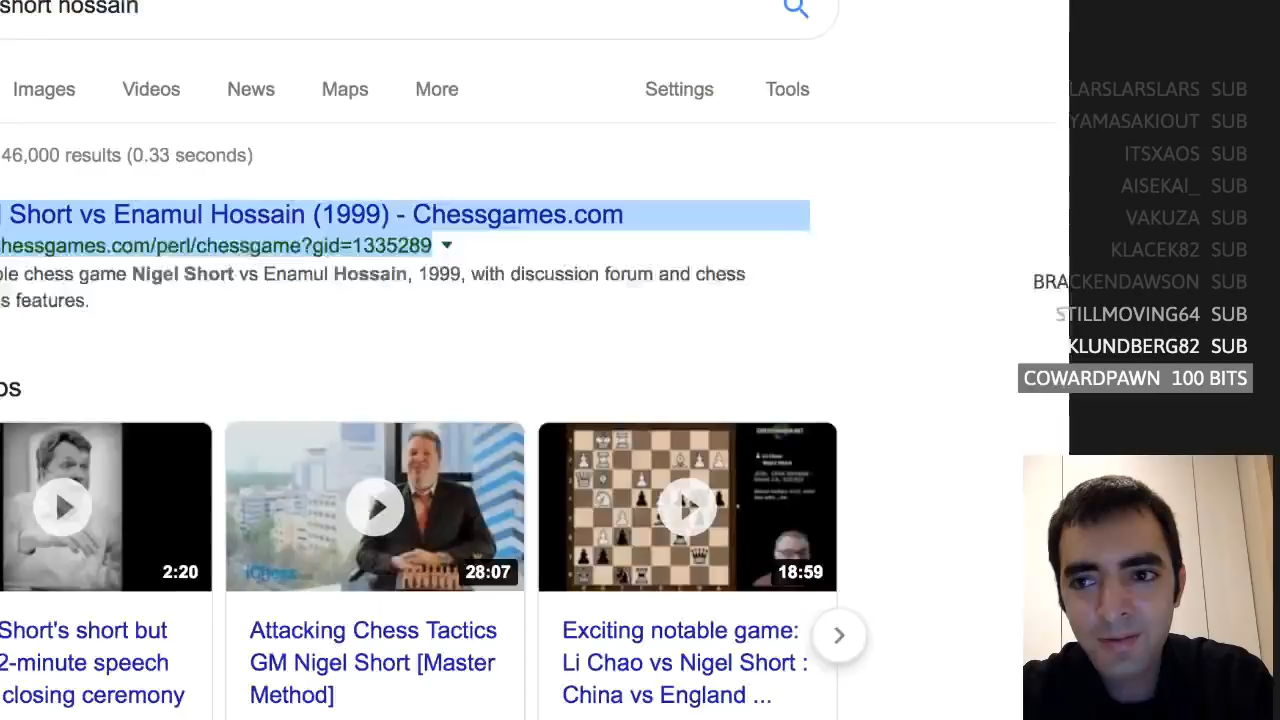 short hossain
Images Videos News Maps More Settings Tools
46,000 results (0.33 seconds)
Short vs Enamul Hossain (1999) - Chessgames.com
hessgames.com/perl/chessgame?gid=1335289
ble chess game Nigel Short vs Enamul Hossain, 1999, with discussion forum and chess
s features.
os
2:20
iChess
28:07
18:59
Short's short but
2-minute speech
closing ceremony
Attacking Chess Tactics
GM Nigel Short [Master
Method]
Exciting notable game:
Li Chao vs Nigel Short :
China vs England ...
LARSLARSLARS SUB
YAMASAKIOUT SUB
ITSXAOS SUB
AISEKAI_ SUB
VAKUZA SUB
KLACEK82 SUB
BRACKENDAWSON SUB
STILLMOVING64 SUB
KLUNDBERG82 SUB
COWARDPAWN 100 BITS